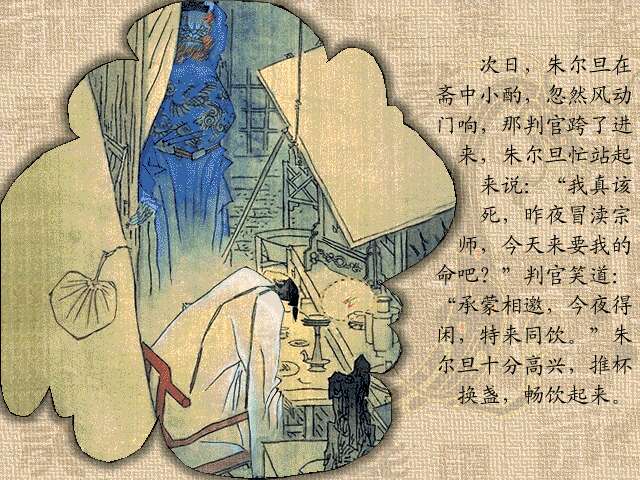 次日，朱尔旦在
斋中小酌，忽然风动
门响，那判官跨了进
来，朱尔旦忙站起
来说：“我真该
死，昨夜冒渎宗
师，今天来要我的
命吧？”判官笑道：
“承蒙相邀，今夜得
闲，特来同饮。”朱
尔旦十分高兴，推杯
换盏，畅饮起来。